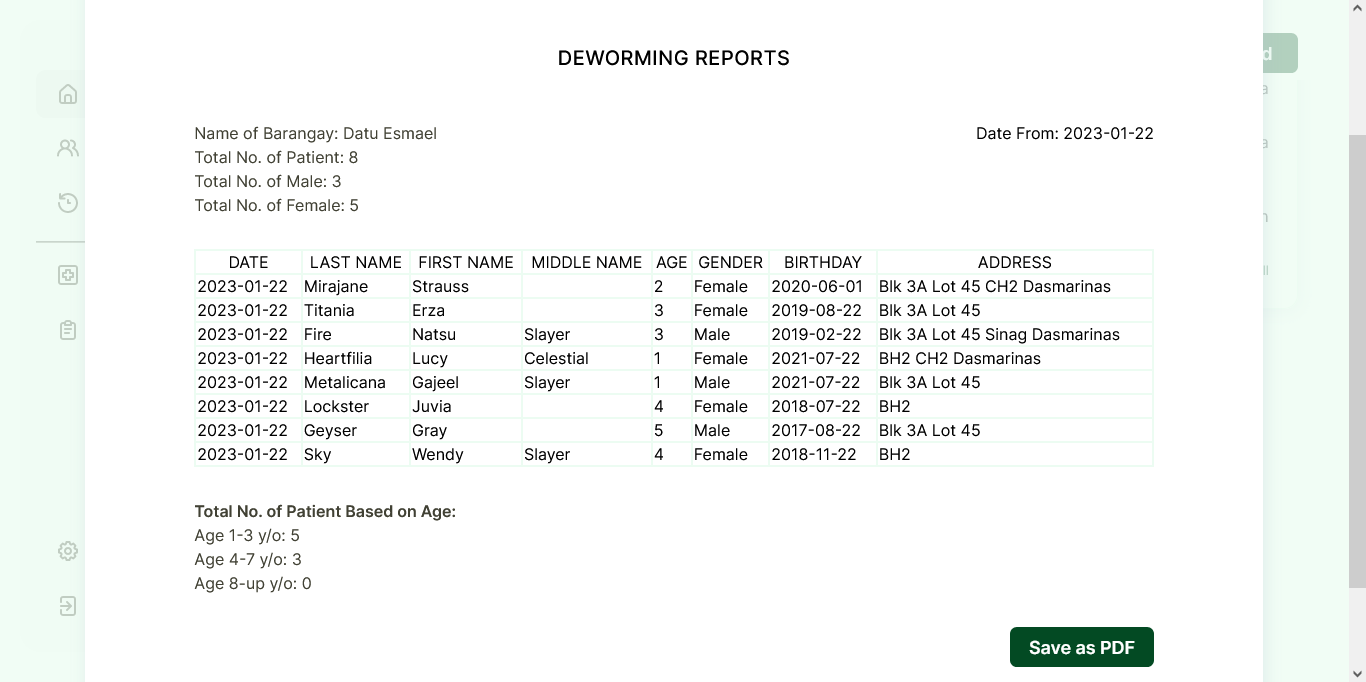 DEWORMING REPORTS
d
Name of Barangay: Datu Esmael
Date From: 2023-01-22
Total No. of Patient: 8
Total No. of Male: 3
Total No. of Female: 5
DATE LAST NAME FIRST NAME MIDDLE NAME AGE GENDER BIRTHDAY ADDRESS
2023-01-22 Mirajane Strauss 2 Female 2020-06-01 Blk 3A Lot 45 CH2 Dasmarinas
2023-01-22 Titania Erza 3 Female 2019-08-22 Blk 3A Lot 45
2023-01-22 Fire Natsu Slayer 3 Male 2019-02-22 Blk 3A Lot 45 Sinag Dasmarinas
2023-01-22 Heartfilia Lucy Celestial 1 Female 2021-07-22 BH2 CH2 Dasmarinas
2023-01-22 Metalicana Gajeel Slayer 1 Male 2021-07-22 Blk 3A Lot 45
2023-01-22 Lockster Juvia 4 Female 2018-07-22 BH2
2023-01-22 Geyser Gray 5 Male 2017-08-22 Blk 3A Lot 45
2023-01-22 Sky Wendy Slayer 4 Female 2018-11-22 BH2
Total No. of Patient Based on Age:
Age 1-3 y/o: 5
Age 4-7 y/o: 3
Age 8-up y/o: 0
Save as PDF